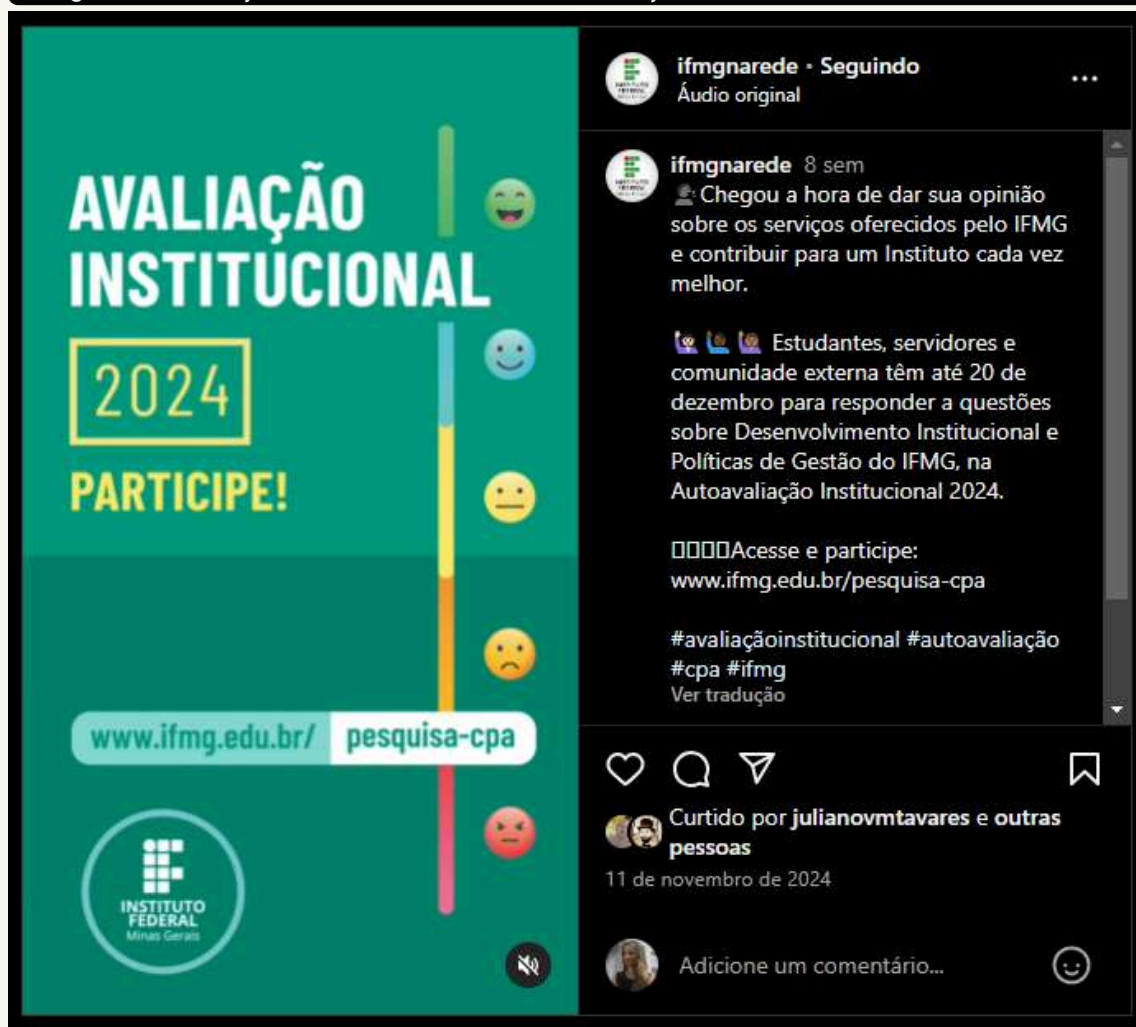 AVALIAÇÃO
INSTITUCIONAL
2024
PARTICIPE!
www.ifmg.edu.br/ pesquisa-cpa
INSTITUTO
FEDERAL
Minas Gerais
ifmgnarede • Seguindo
Áudio original
ifmgnarede 8 sem
Chegou a hora de dar sua opinião
sobre os serviços oferecidos pelo IFMG
e contribuir para um Instituto cada vez
melhor.
Estudantes, servidores e
comunidade externa têm até 20 de
dezembro para responder a questões
sobre Desenvolvimento Institucional e
Políticas de Gestão do IFMG, na
Autoavaliação Institucional 2024.
Acesse e participe:
www.ifmg.edu.br/pesquisa-cpa
#avaliaçãoinstitucional #autoavaliação
#cpa #ifmg
Ver tradução
Curtido por julianovmtavares e outras
pessoas
11 de novembro de 2024
Adicione um comentário...